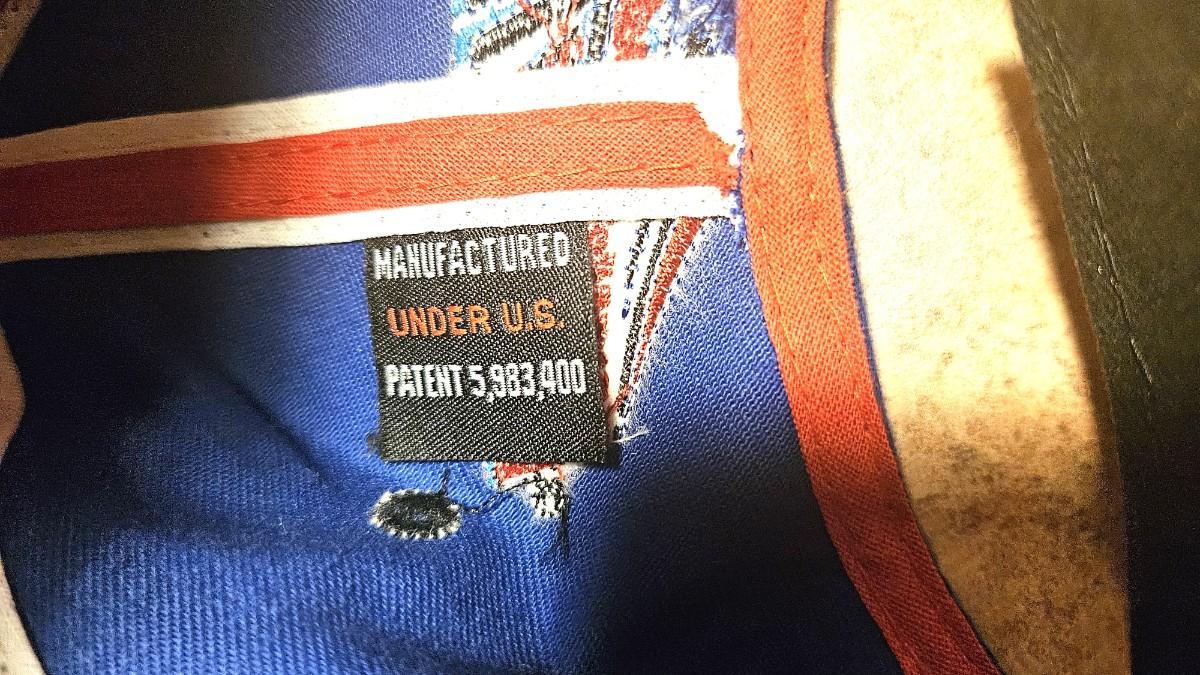 MANUFACTURED
UNDER U.S.
PATENT 5,983,400